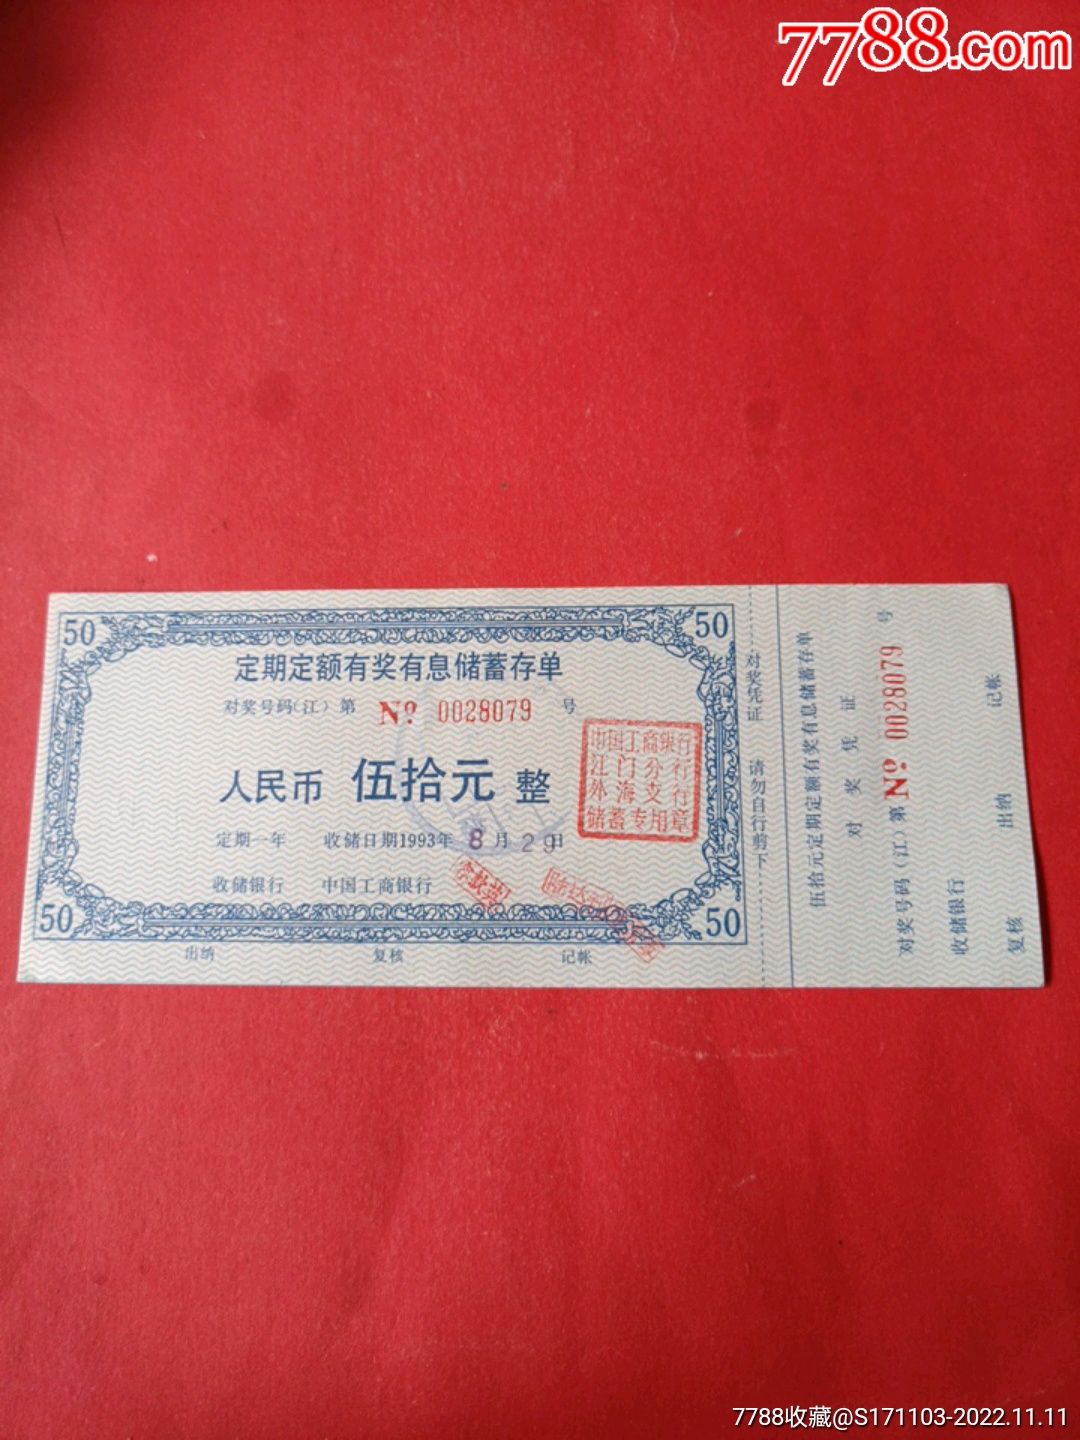 7788.com
50
50
定期定额有奖有息储蓄存单
对奖号码(江)第 No 0028079 号
人民币 伍拾元 整
中国工商银行
江门分行
外海支行
储蓄专用章
定期一年 收储日期1993年 8 月 29日
收储银行 中国工商银行
50
50
出纳 复核 记帐
对奖凭证 请勿自行剪下
伍拾元定期定额有奖有息储蓄存单
对奖凭证
对奖号码(江)第 No 0028079 号
收储银行
复核 出纳 记帐
7788收藏@S171103-2022.11.11